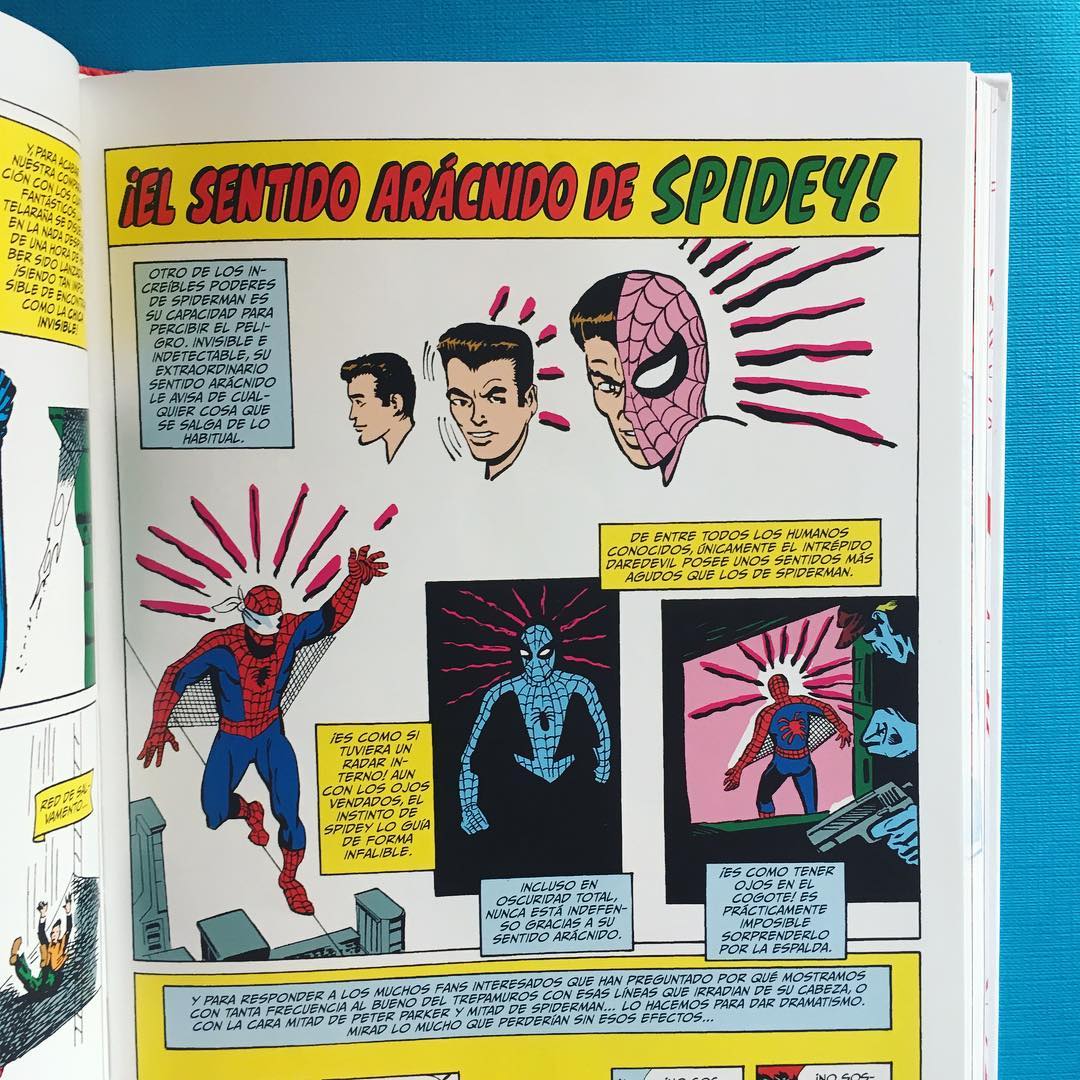 Y, PARA ACABAR
NUESTRA
CIÓN CON LOS
FANTÁSTICOS...
TELARAÑA SE
EN LA NADA
DE UNA HORA DE
BER SIDO
¡SIENDO TAN
SIBLE DE
COMO LA CHICA
INVISIBLE!
RED DE SAL-
VAMENTO...
¡EL SENTIDO ARÁCNIDO DE SPIDEY!
OTRO DE LOS IN-
CREÍBLES PODERES
DE SPIDERMAN ES
SU CAPACIDAD PARA
PERCIBIR EL PELI-
GRO. INVISIBLE E
INDETECTABLE, SU
EXTRAORDINARIO
SENTIDO ARÁCNIDO
LE AVISA DE CUAL-
QUIER COSA QUE
SE SALGA DE LO
HABITUAL.
DE ENTRE TODOS LOS HUMANOS
CONOCIDOS, ÚNICAMENTE EL INTRÉPIDO
DAREDEVIL POSEE UNOS SENTIDOS MÁS
AGUDOS QUE LOS DE SPIDERMAN.
¡ES COMO SI
TUVIERA UN
RADAR IN-
TERNO! AUN
CON LOS OJOS
VENDADOS, EL
INSTINTO DE
SPIDEY LO GUÍA
DE FORMA
INFALIBLE.
INCLUSO EN
OSCURIDAD TOTAL,
NUNCA ESTÁ INDEFEN-
SO GRACIAS A SU
SENTIDO ARÁCNIDO.
¡ES COMO TENER
OJOS EN EL
COGOTE! ES
PRÁCTICAMENTE
IMPOSIBLE
SORPRENDERLO
POR LA ESPALDA.
Y PARA RESPONDER A LOS MUCHOS FANS INTERESADOS QUE HAN PREGUNTADO POR QUÉ MOSTRAMOS
CON TANTA FRECUENCIA AL BUENO DEL TREPAMUROS CON ESAS LÍNEAS QUE IRRADIAN DE SU CABEZA, O
CON LA CARA MITAD DE PETER PARKER Y MITAD DE SPIDERMAN... LO HACEMOS PARA DAR DRAMATISMO.
MIRAD LO MUCHO QUE PERDERÍAN SIN ESOS EFECTOS...
¡NO SOS-